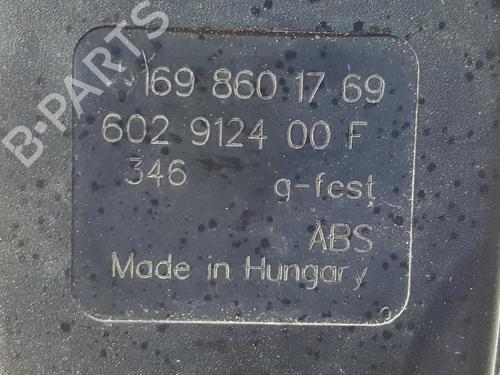 169 860 17 69
602 9124 00 F
346 g-fest
ABS
Made in Hungary
B-PARTS